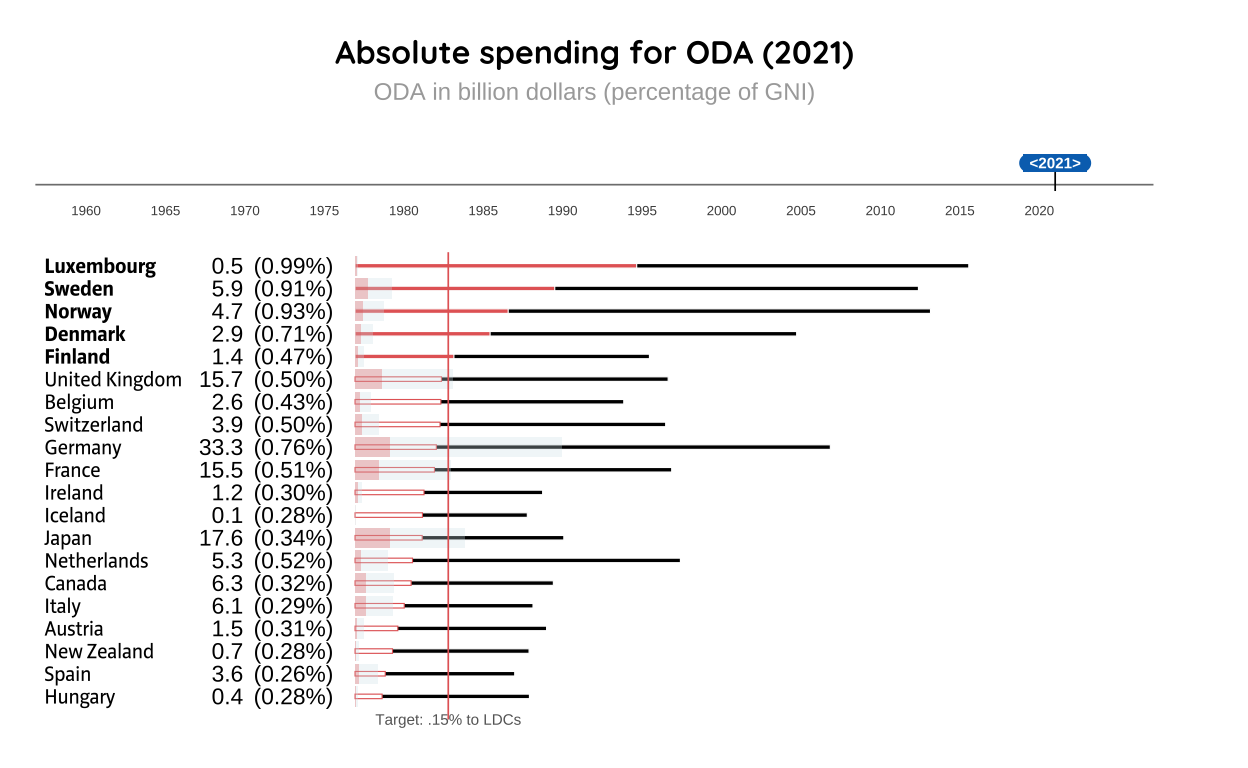 Absolute spending for ODA (2021)
ODA in billion dollars (percentage of GNI)
<2021>
1960 1965 1970 1975 1980 1985 1990 1995 2000 2005 2010 2015 2020
Luxembourg 0.5 (0.99%)
Sweden 5.9 (0.91%)
Norway 4.7 (0.93%)
Denmark 2.9 (0.71%)
Finland 1.4 (0.47%)
United Kingdom 15.7 (0.50%)
Belgium 2.6 (0.43%)
Switzerland 3.9 (0.50%)
Germany 33.3 (0.76%)
France 15.5 (0.51%)
Ireland 1.2 (0.30%)
Iceland 0.1 (0.28%)
Japan 17.6 (0.34%)
Netherlands 5.3 (0.52%)
Canada 6.3 (0.32%)
Italy 6.1 (0.29%)
Austria 1.5 (0.31%)
New Zealand 0.7 (0.28%)
Spain 3.6 (0.26%)
Hungary 0.4 (0.28%)
Target: .15% to LDCs